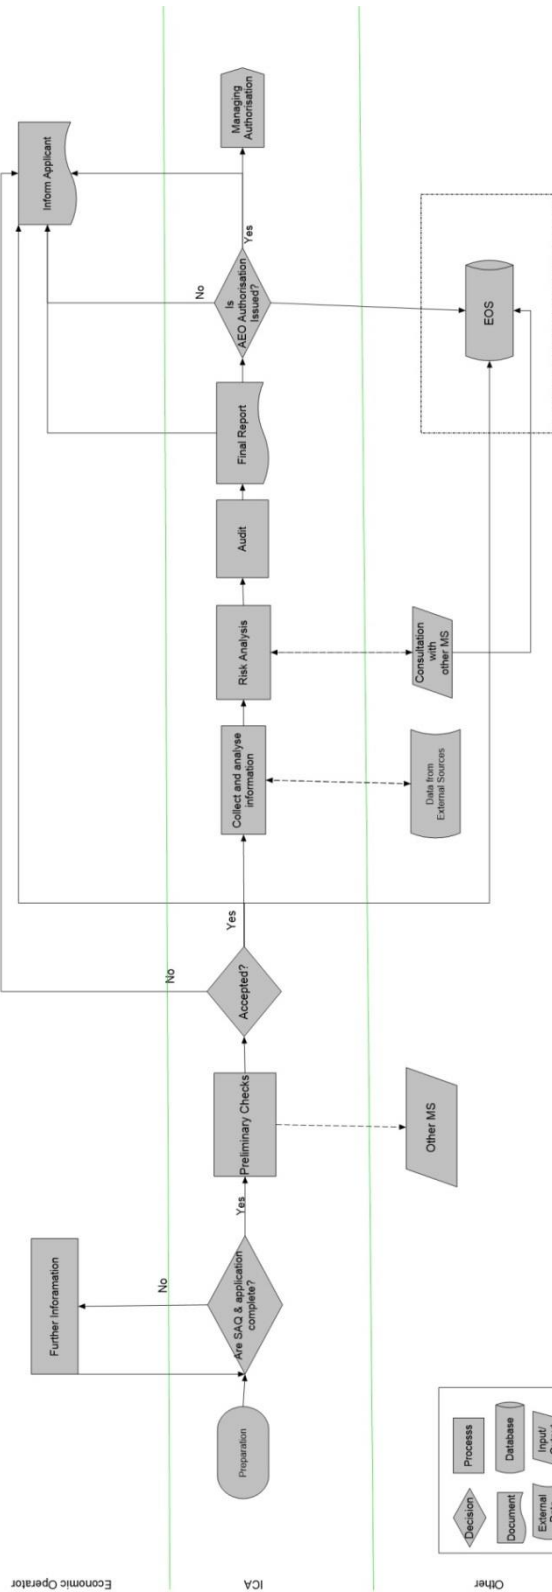 Economic Operator
ICA
Other
Preparation
Are SAQ & application
complete?
No
Further Inforamation
Yes
Preliminary Checks
Other MS
Accepted?
No
Yes
Collect and analyse
information
Data from
External Sources
Risk Analysis
Consultation
with
other MS
Audit
Final Report
Is
AEO Authorisation
Issued?
No
Yes
Inform Applicant
Managing
Authorisation
EOS
Decision
Processs
Document
Database
External
Input/